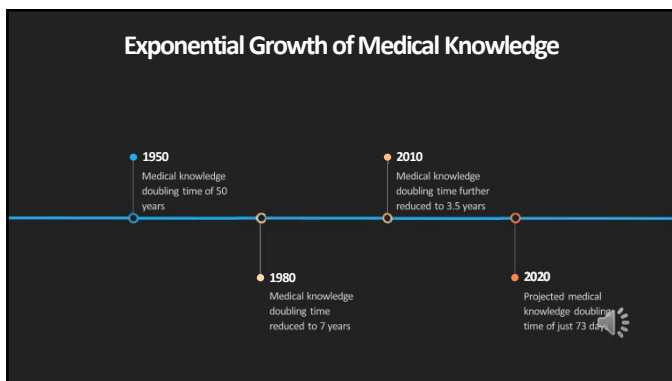 Exponential Growth of Medical Knowledge
1950
Medical knowledge
doubling time of 50
years
2010
Medical knowledge
doubling time further
reduced to 3.5 years
1980
Medical knowledge
doubling time
reduced to 7 years
2020
Projected medical
knowledge doubling
time of just 73 days